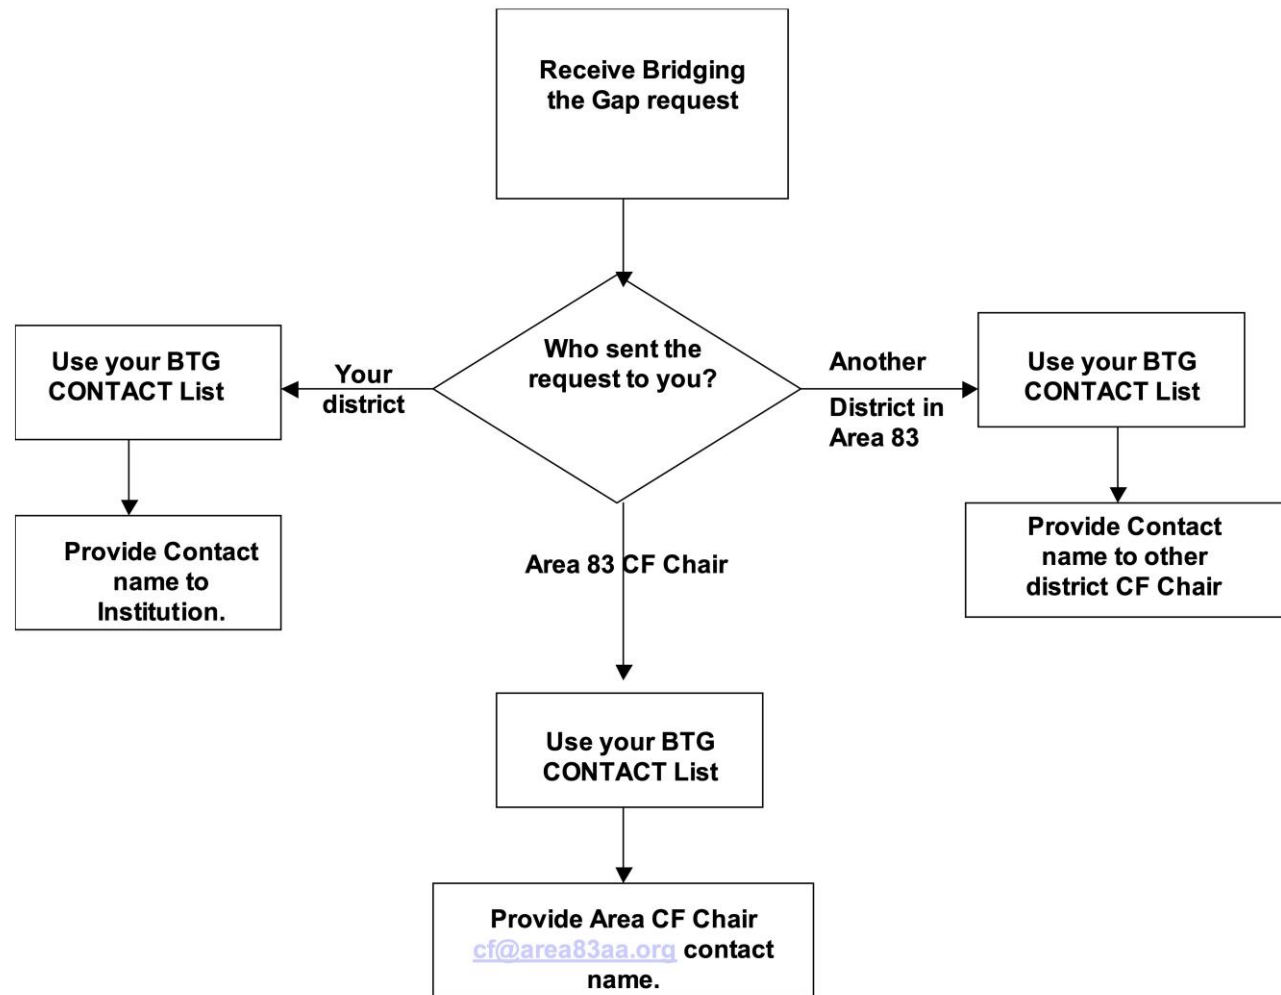 Receive Bridging
the Gap request
Who sent the
request to you?
Your
district
Use your BTG
CONTACT List
Provide Contact
name to
Institution.
Another
District in
Area 83
Use your BTG
CONTACT List
Provide Contact
name to other
district CF Chair
Area 83 CF Chair
Use your BTG
CONTACT List
Provide Area CF Chair
cf@area83aa.org contact
name.